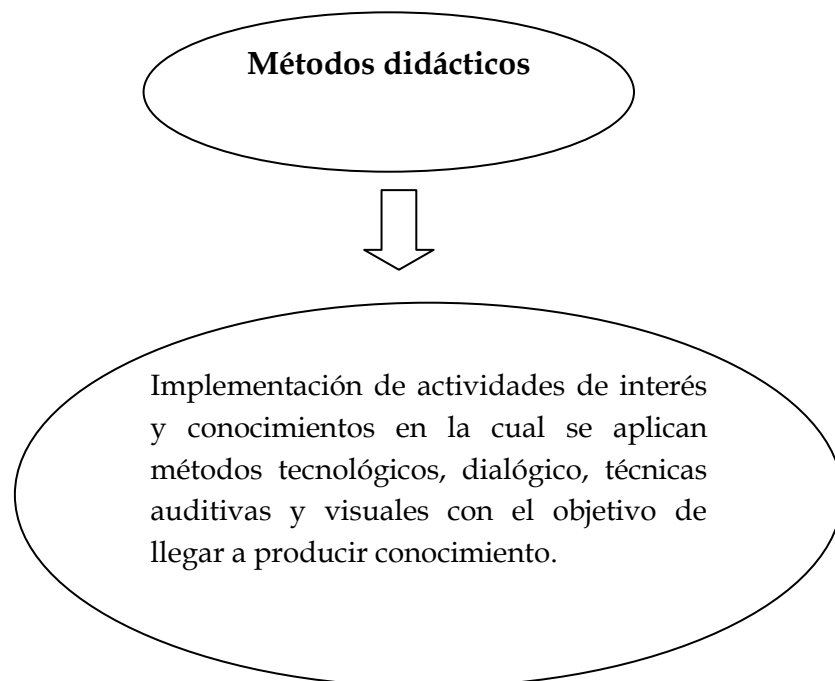 Métodos didácticos
Implementación de actividades de interés
y conocimientos en la cual se aplican
métodos tecnológicos, dialógico, técnicas
auditivas y visuales con el objetivo de
llegar a producir conocimiento.